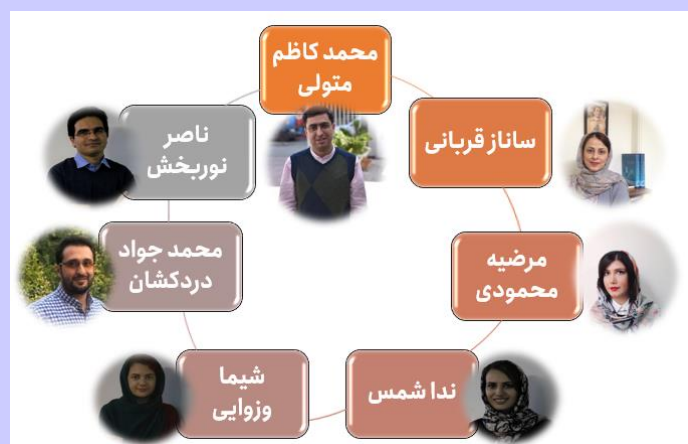 محمد کاظم
متولی
ساناز قربانی
مرضیه
محمودی
ندا شمس
شیما
وزوایی
محمد جواد
دردکشان
ناصر
نوربخش